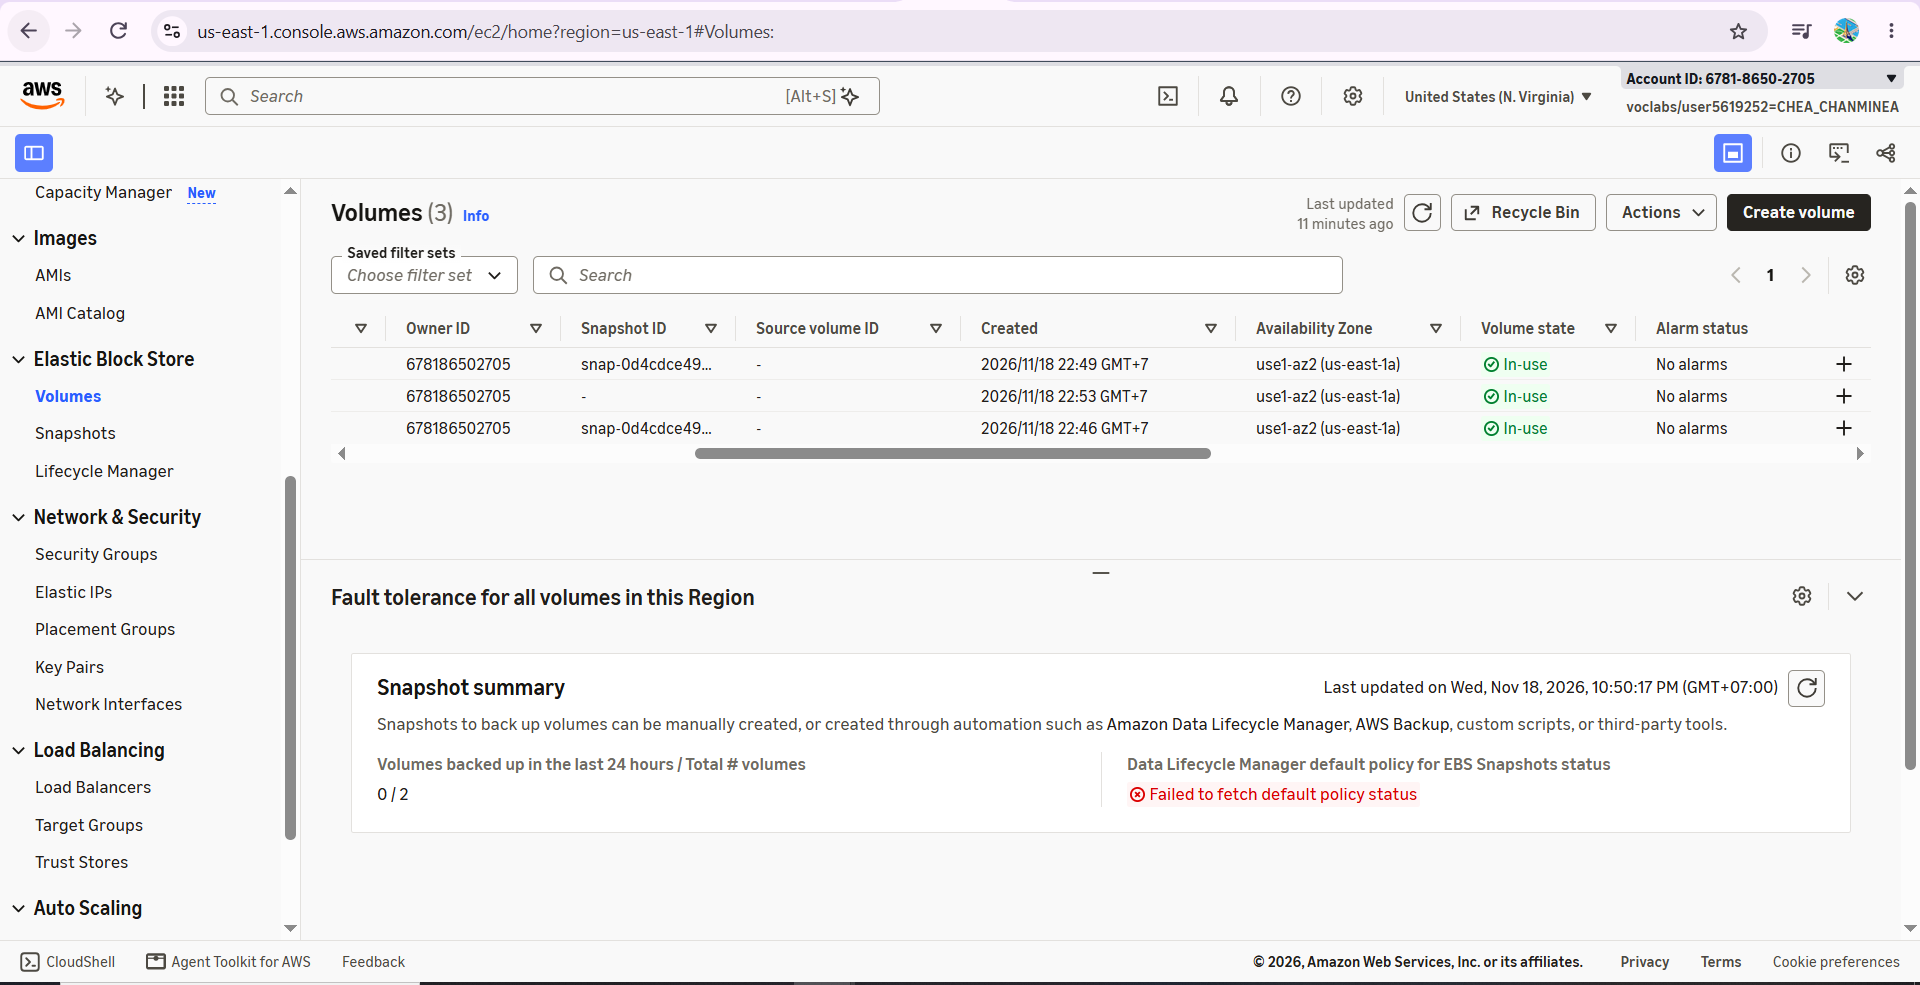 us-east-1.console.aws.amazon.com/ec2/home?region=us-east-1#Volumes:
aws
Search
[Alt+S]
United States (N. Virginia)
Account ID: 6781-8650-2705
voclabs/user5619252=CHEA_CHANMINEA
Capacity Manager New
Images
AMIs
AMI Catalog
Elastic Block Store
Volumes
Snapshots
Lifecycle Manager
Network & Security
Security Groups
Elastic IPs
Placement Groups
Key Pairs
Network Interfaces
Load Balancing
Load Balancers
Target Groups
Trust Stores
Auto Scaling
Volumes (3) Info
Last updated
11 minutes ago
Recycle Bin
Actions
Create volume
Saved filter sets
Choose filter set
Search
1
Owner ID Snapshot ID Source volume ID Created Availability Zone Volume state Alarm status
678186502705 snap-0d4cdce49... - 2026/11/18 22:49 GMT+7 use1-az2 (us-east-1a) In-use No alarms
678186502705 - - 2026/11/18 22:53 GMT+7 use1-az2 (us-east-1a) In-use No alarms
678186502705 snap-0d4cdce49... - 2026/11/18 22:46 GMT+7 use1-az2 (us-east-1a) In-use No alarms
Fault tolerance for all volumes in this Region
Snapshot summary
Last updated on Wed, Nov 18, 2026, 10:50:17 PM (GMT+07:00)
Snapshots to back up volumes can be manually created, or created through automation such as Amazon Data Lifecycle Manager, AWS Backup, custom scripts, or third-party tools.
Volumes backed up in the last 24 hours / Total # volumes
0 / 2
Data Lifecycle Manager default policy for EBS Snapshots status
Failed to fetch default policy status
CloudShell
Agent Toolkit for AWS
Feedback
© 2026, Amazon Web Services, Inc. or its affiliates.
Privacy
Terms
Cookie preferences